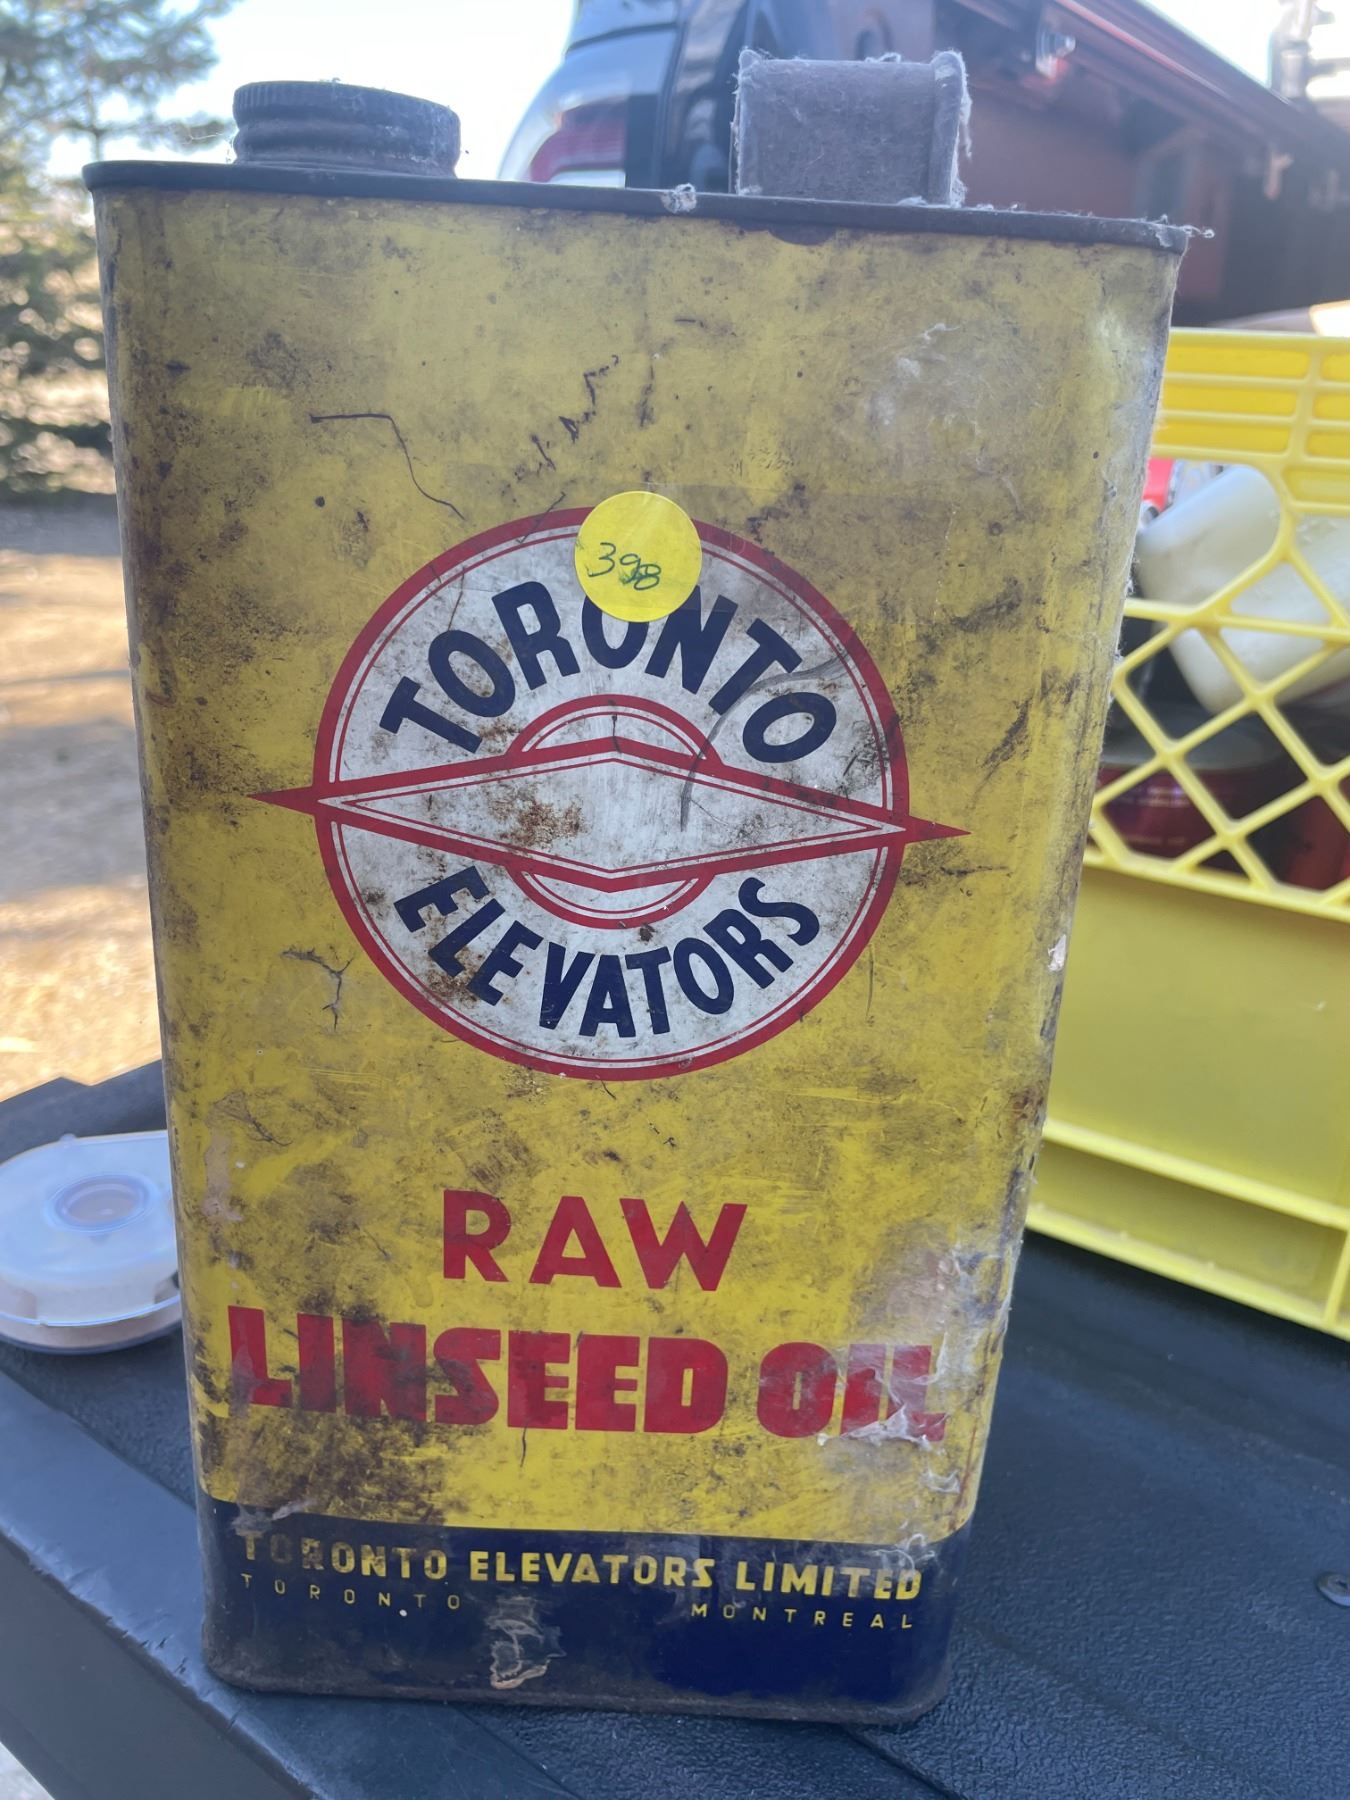 398
TORONTO
ELEVATORS
RAW
LINSEED OIL
TORONTO ELEVATORS LIMITED
TORONTO MONTREAL